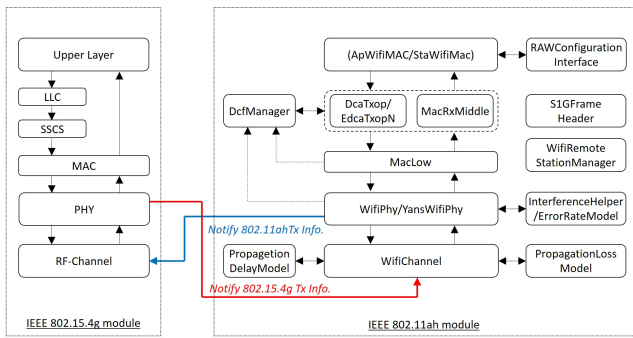 Upper Layer
LLC
SSCS
MAC
PHY
RF-Channel
IEEE 802.15.4g module
(ApWifiMAC/StaWifiMac)
RAWConfiguration
Interface
DcfManager
DcaTxop/
EdcaTxopN
MacRxMiddle
S1GFrame
Header
MacLow
WifiRemote
StationManager
WifiPhy/YansWifiPhy
InterferenceHelper
/ErrorRateModel
Notify 802.11ahTx Info.
Propagetion
DelayModel
WifiChannel
PropagationLoss
Model
Notify 802.15.4g Tx Info.
IEEE 802.11ah module